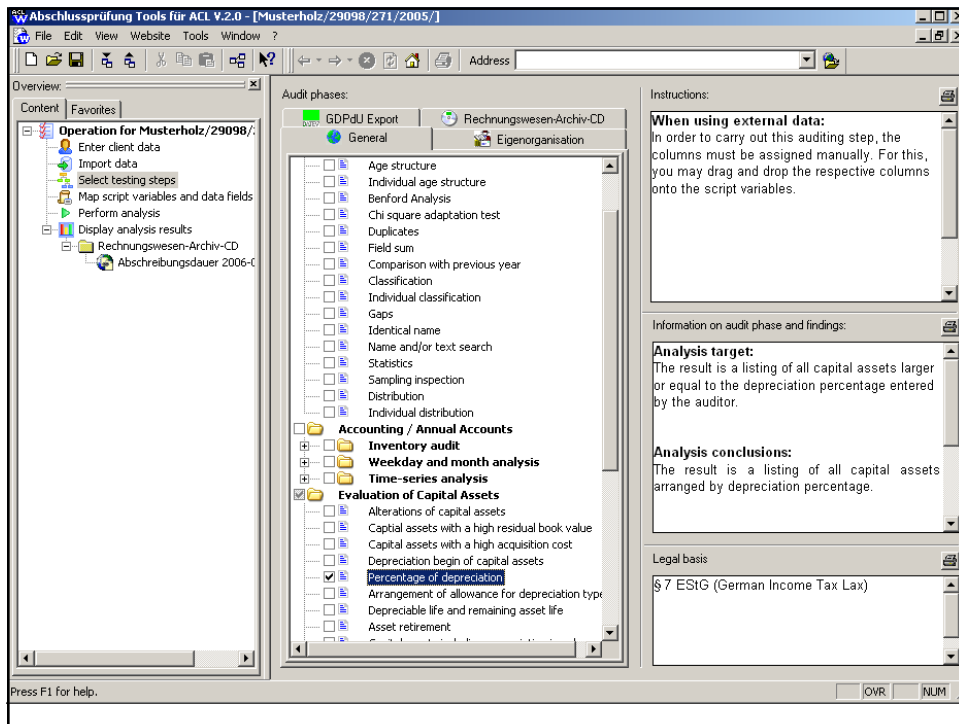 Abschlussprüfung Tools für ACL V.2.0 - [Musterholz/29098/271/2005/]
File Edit View Website Tools Window ?
Address
Overview:
Content Favorites
Operation for Musterholz/29098/
Enter client data
Import data
Select testing steps
Map script variables and data fields
Perform analysis
Display analysis results
Rechnungswesen-Archiv-CD
Abschreibungsdauer 2006-0
Audit phases:
GDPdU Export Rechnungswesen-Archiv-CD
General Eigenorganisation
Age structure
Individual age structure
Benford Analysis
Chi square adaptation test
Duplicates
Field sum
Comparison with previous year
Classification
Individual classification
Gaps
Identical name
Name and/or text search
Statistics
Sampling inspection
Distribution
Individual distribution
Accounting / Annual Accounts
Inventory audit
Weekday and month analysis
Time-series analysis
Evaluation of Capital Assets
Alterations of capital assets
Captial assets with a high residual book value
Capital assets with a high acquisition cost
Depreciation begin of capital assets
Percentage of depreciation
Arrangement of allowance for depreciation type
Depreciable life and remaining asset life
Asset retirement
Instructions:
When using external data:
In order to carry out this auditing step, the
columns must be assigned manually. For this,
you may drag and drop the respective columns
onto the script variables.
Information on audit phase and findings:
Analysis target:
The result is a listing of all capital assets larger
or equal to the depreciation percentage entered
by the auditor.
Analysis conclusions:
The result is a listing of all capital assets
arranged by depreciation percentage.
Legal basis
§ 7 EStG (German Income Tax Lax)
Press F1 for help.
OVR NUM